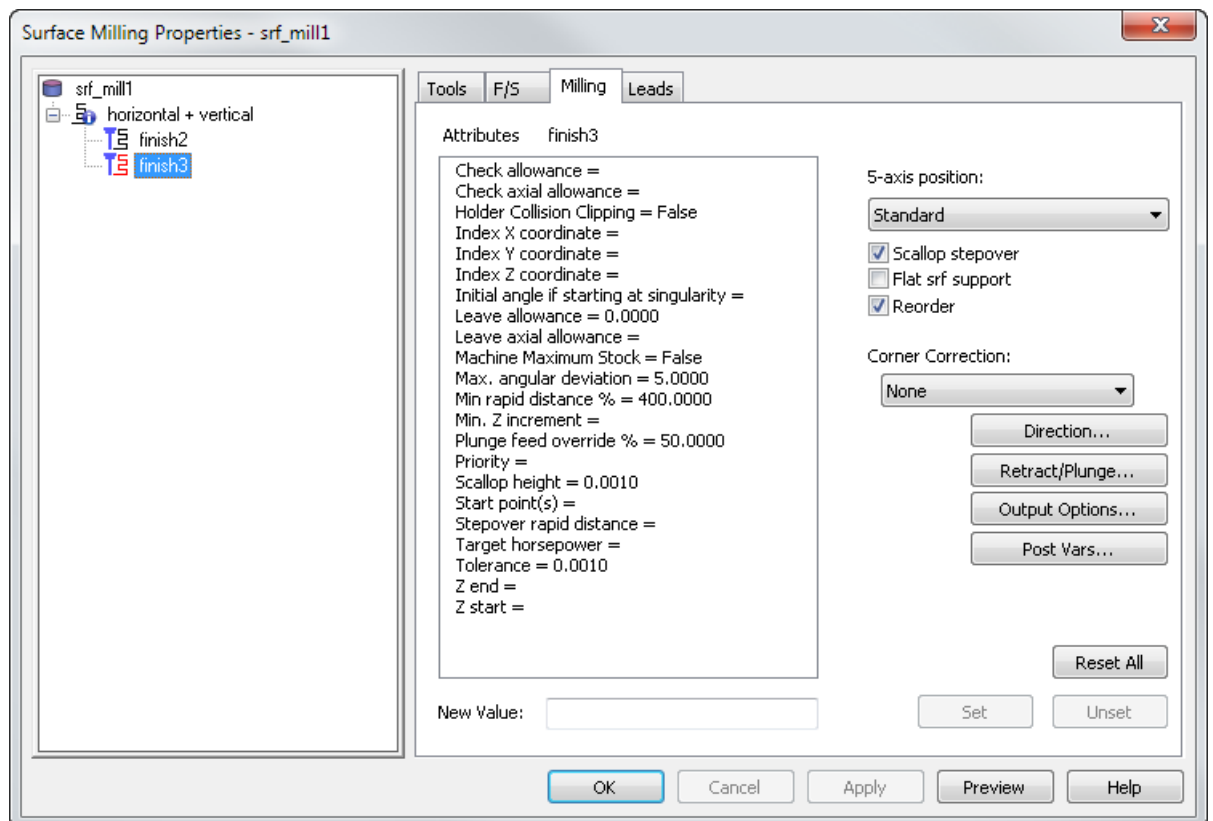 Surface Milling Properties - srf_mill1
srf_mill1
horizontal + vertical
finish2
finish3
Tools
F/S
Milling
Leads
Attributes finish3
Check allowance =
Check axial allowance =
Holder Collision Clipping = False
Index X coordinate =
Index Y coordinate =
Index Z coordinate =
Initial angle if starting at singularity =
Leave allowance = 0.0000
Leave axial allowance =
Machine Maximum Stock = False
Max. angular deviation = 5.0000
Min rapid distance % = 400.0000
Min. Z increment =
Plunge feed override % = 50.0000
Priority =
Scallop height = 0.0010
Start point(s) =
Stepover rapid distance =
Target horsepower =
Tolerance = 0.0010
Z end =
Z start =
New Value:
5-axis position:
Standard
Scallop stepover
Flat srf support
Reorder
Corner Correction:
None
Direction...
Retract/Plunge...
Output Options...
Post Vars...
Reset All
Set
Unset
OK
Cancel
Apply
Preview
Help